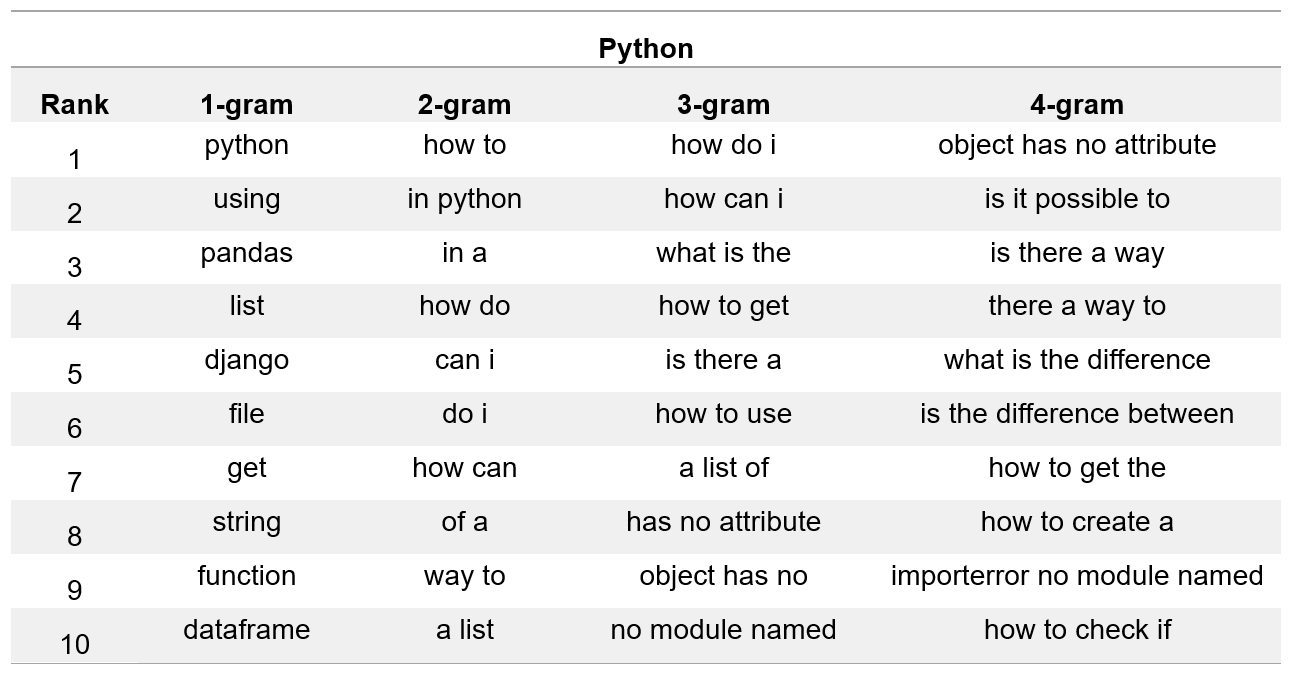 Python
Rank 1-gram 2-gram 3-gram 4-gram
1 python how to how do i object has no attribute
2 using in python how can i is it possible to
3 pandas in a what is the is there a way
4 list how do how to get there a way to
5 django can i is there a what is the difference
6 file do i how to use is the difference between
7 get how can a list of how to get the
8 string of a has no attribute how to create a
9 function way to object has no importerror no module named
10 dataframe a list no module named how to check if